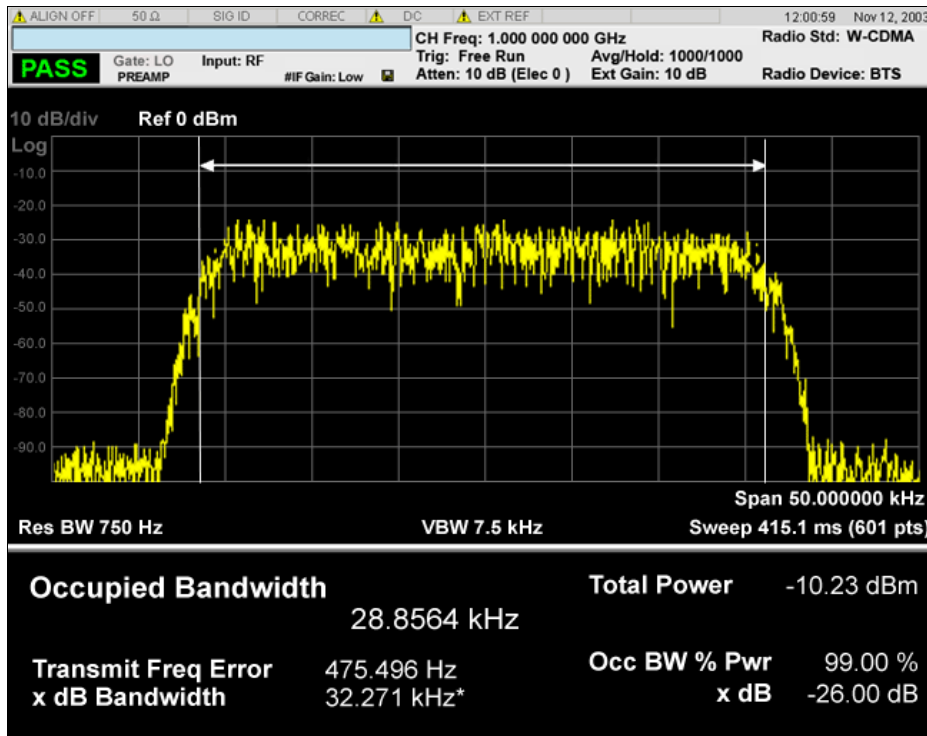 ALIGN OFF 50 Ω SIG ID CORREC DC EXT REF 12:00:59 Nov 12, 2003
CH Freq: 1.000 000 000 GHz Radio Std: W-CDMA
PASS Gate: LO Input: RF Trig: Free Run Avg/Hold: 1000/1000
PREAMP #IF Gain: Low Atten: 10 dB (Elec 0 ) Ext Gain: 10 dB Radio Device: BTS
10 dB/div Ref 0 dBm
Log
-10.0
-20.0
-30.0
-40.0
-50.0
-60.0
-70.0
-80.0
-90.0
Span 50.000000 kHz
Res BW 750 Hz VBW 7.5 kHz Sweep 415.1 ms (601 pts)
Occupied Bandwidth Total Power -10.23 dBm
28.8564 kHz
Transmit Freq Error 475.496 Hz Occ BW % Pwr 99.00 %
x dB Bandwidth 32.271 kHz* x dB -26.00 dB